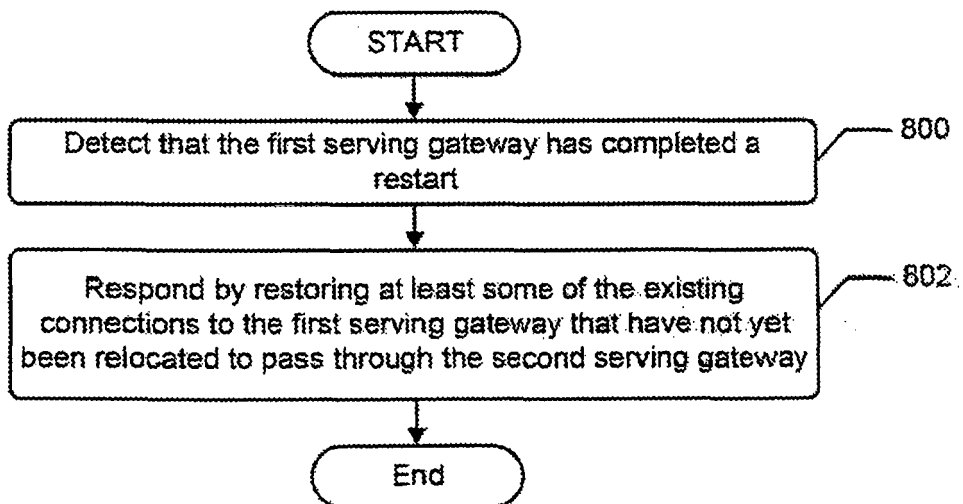 START
Detect that the first serving gateway has completed a
restart
800
Respond by restoring at least some of the existing
connections to the first serving gateway that have not yet
been relocated to pass through the second serving gateway
802
End